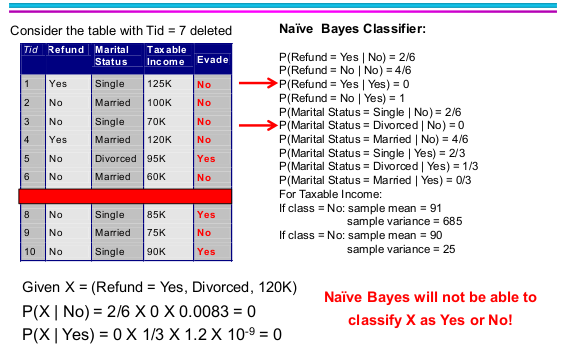 Consider the table with Tid = 7 deleted
Tid Refund Marital Status Taxable Income Evade
1 Yes Single 125K No
2 No Married 100K No
3 No Single 70K No
4 Yes Married 120K No
5 No Divorced 95K Yes
6 No Married 60K No
8 No Single 85K Yes
9 No Married 75K No
10 No Single 90K Yes
Naïve Bayes Classifier:
P(Refund = Yes | No) = 2/6
P(Refund = No | No) = 4/6
P(Refund = Yes | Yes) = 0
P(Refund = No | Yes) = 1
P(Marital Status = Single | No) = 2/6
P(Marital Status = Divorced | No) = 0
P(Marital Status = Married | No) = 4/6
P(Marital Status = Single | Yes) = 2/3
P(Marital Status = Divorced | Yes) = 1/3
P(Marital Status = Married | Yes) = 0/3
For Taxable Income:
If class = No: sample mean = 91
sample variance = 685
If class = No: sample mean = 90
sample variance = 25
Given X = (Refund = Yes, Divorced, 120K)
P(X | No) = 2/6 X 0 X 0.0083 = 0
P(X | Yes) = 0 X 1/3 X 1.2 X 10⁻⁹ = 0
Naïve Bayes will not be able to
classify X as Yes or No!